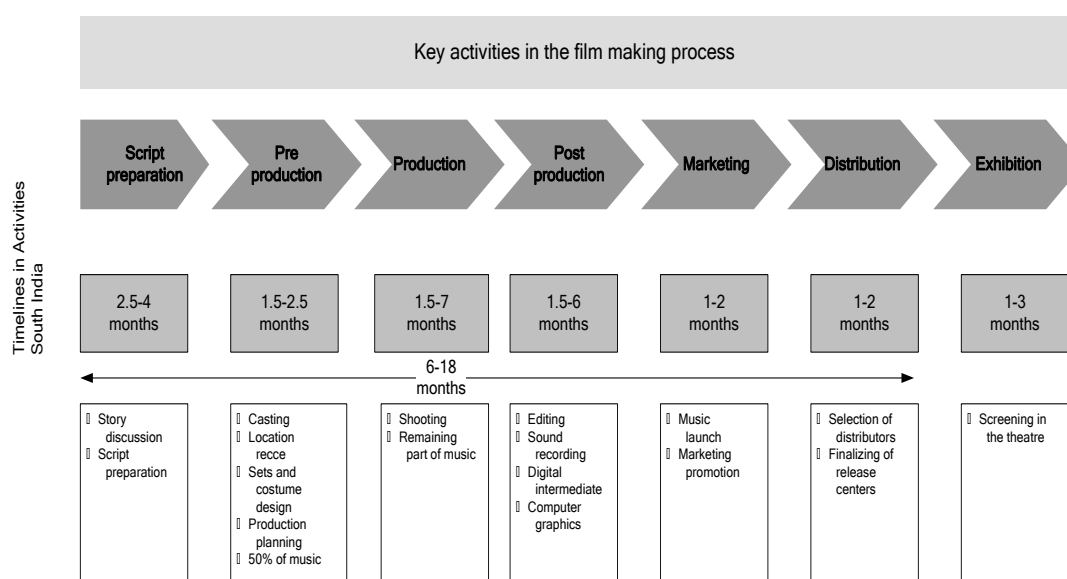 Key activities in the film making process
Script
preparation
Pre
production
Production
Post
production
Marketing
Distribution
Exhibition
Timelines in Activities
South India
2.5-4
months
1.5-2.5
months
1.5-7
months
1.5-6
months
1-2
months
1-2
months
1-3
months
6-18
months
Story
discussion
Script
preparation
Casting
Location
recce
Sets and
costume
design
Production
planning
50% of music
Shooting
Remaining
part of music
Editing
Sound
recording
Digital
intermediate
Computer
graphics
Music
launch
Marketing
promotion
Selection of
distributors
Finalizing of
release
centers
Screening in
the theatre